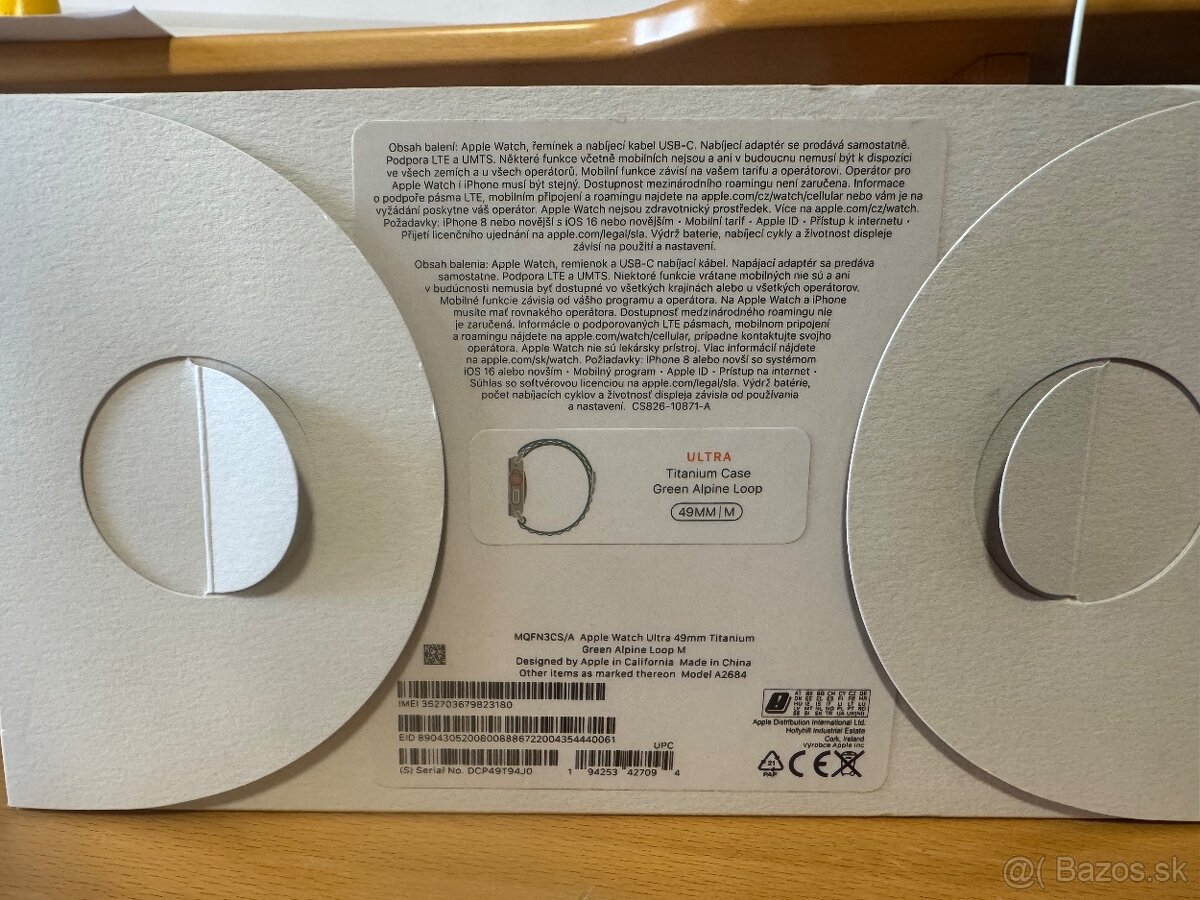 Obsah balení: Apple Watch, řemínek a nabíjecí kabel USB-C. Nabíjecí adaptér se prodává samostatně.
Podpora LTE a UMTS. Některé funkce včetně mobilních nejsou a ani v budoucnu nemusí být k dispozici
ve všech zemích a u všech operátorů. Mobilní funkce závisí na vašem tarifu a operátorovi. Operátor pro
Apple Watch i iPhone musí být stejný. Dostupnost mezinárodního roamingu není zaručena. Informace
o podpoře pásma LTE, mobilním připojení a roamingu najdete na apple.com/cz/watch/cellular nebo vám je na
vyžádání poskytne váš operátor. Apple Watch nejsou zdravotnický prostředek. Více na apple.com/cz/watch.
Požadavky: iPhone 8 nebo novější s iOS 16 nebo novějším • Mobilní tarif • Apple ID • Přístup k internetu •
Přijetí licenčního ujednání na apple.com/legal/sla. Výdrž baterie, nabíjecí cykly a životnost displeje
závisí na použití a nastavení.
Obsah balenia: Apple Watch, remienok a USB-C nabíjací kábel. Napájací adaptér sa predáva
samostatne. Podpora LTE a UMTS. Niektoré funkcie vrátane mobilných nie sú a ani
v budúcnosti nemusia byť dostupné vo všetkých krajinách alebo u všetkých operátorov.
Mobilné funkcie závisia od vášho programu a operátora. Na Apple Watch a iPhone
musíte mať rovnakého operátora. Dostupnosť medzinárodného roamingu nie
je zaručená. Informácie o podporovaných LTE pásmach, mobilnom pripojení
a roamingu nájdete na apple.com/watch/cellular, prípadne kontaktujte svojho
operátora. Apple Watch nie sú lekársky prístroj. Viac informácií nájdete
na apple.com/sk/watch. Požiadavky: iPhone 8 alebo novší so systémom
iOS 16 alebo novším • Mobilný program • Apple ID • Prístup na internet •
Súhlas so softvérovou licenciou na apple.com/legal/sla. Výdrž batérie,
počet nabíjacích cyklov a životnosť displeja závisia od používania
a nastavení. CS826-10871-A
ULTRA
Titanium Case
Green Alpine Loop
49MM | M
MQFN3CS/A Apple Watch Ultra 49mm Titanium
Green Alpine Loop M
Designed by Apple in California Made in China
Other items as marked thereon Model A2684
IMEI 352703679823180
EID 89043052008008886722004354440061
(S) Serial No. DCP49T94J0
UPC
1 94253 42709 4
Apple Distribution International Ltd.
Hollyhill Industrial Estate
Cork, Ireland
Výrobce Apple Inc
21
PAP
CE
@( Bazos.sk